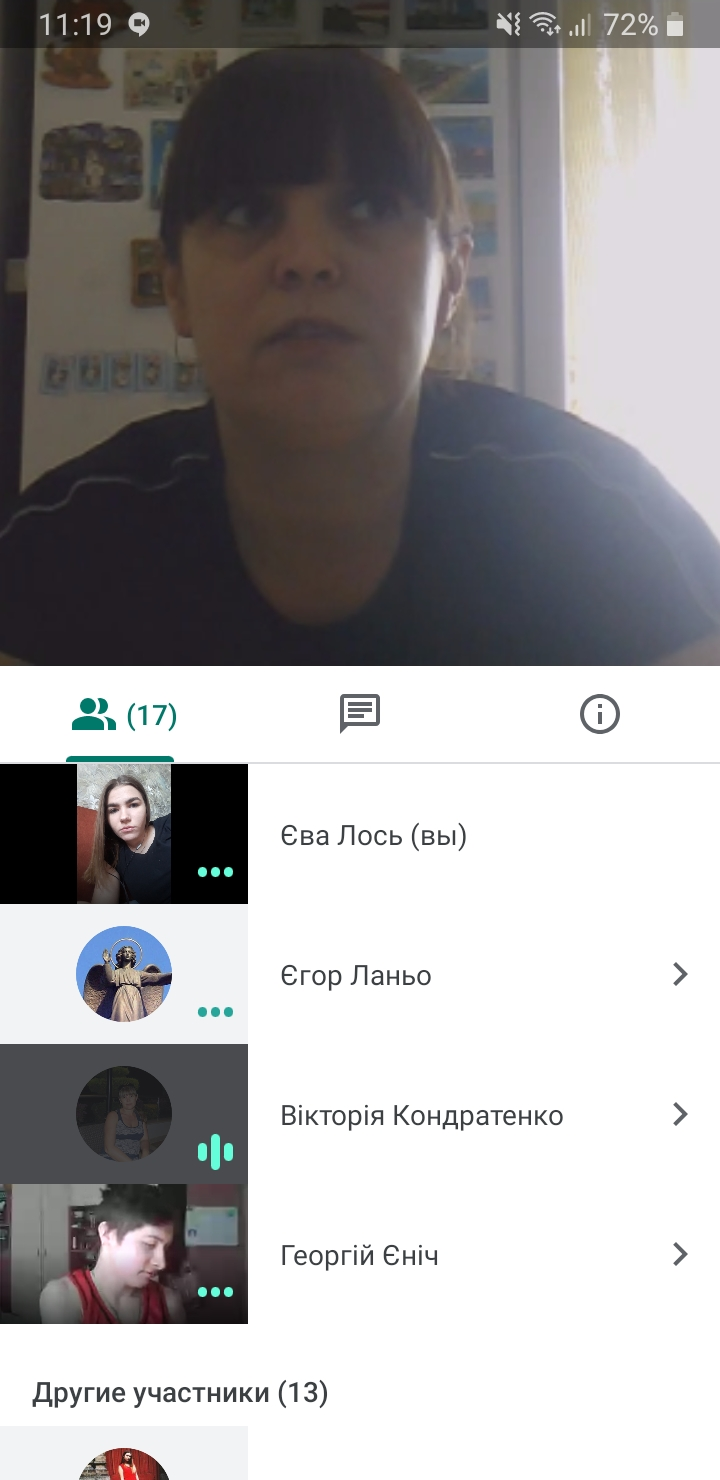 11:19
72%
(17)
Єва Лось (вы)
Єгор Ланьо
Вікторія Кондратенко
Георгій Єніч
Другие участники (13)